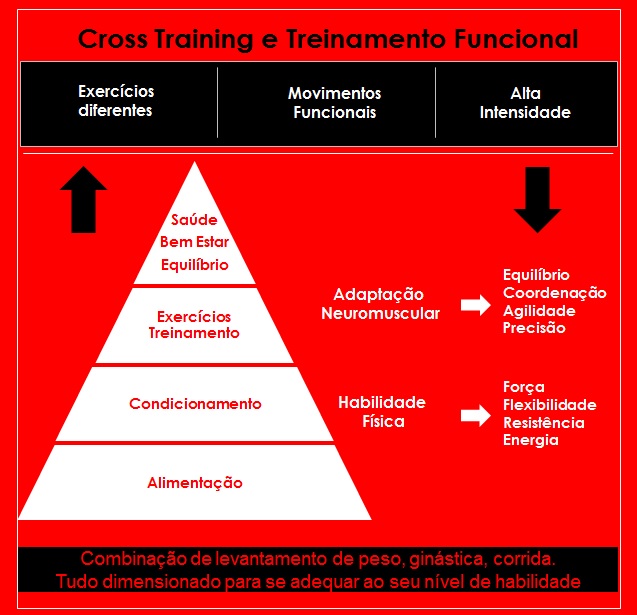 Cross Training e Treinamento Funcional
Exercícios
diferentes
Movimentos
Funcionais
Alta
Intensidade
Saúde
Bem Estar
Equilíbrio
Exercícios
Treinamento
Condicionamento
Alimentação
Adaptação
Neuromuscular
Equilíbrio
Coordenação
Agilidade
Precisão
Habilidade
Física
Força
Flexibilidade
Resistência
Energia
Combinação de levantamento de peso, ginástica, corrida.
Tudo dimensionado para se adequar ao seu nível de habilidade